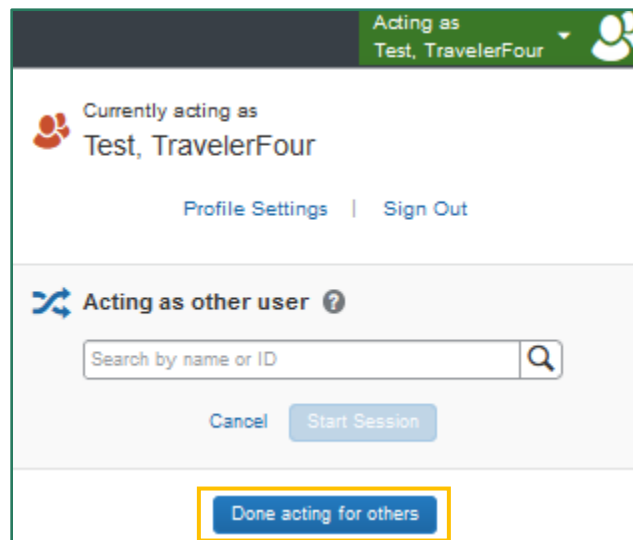 Acting as
Test, TravelerFour
Currently acting as
Test, TravelerFour
Profile Settings | Sign Out
Acting as other user ?
Search by name or ID
Cancel Start Session
Done acting for others